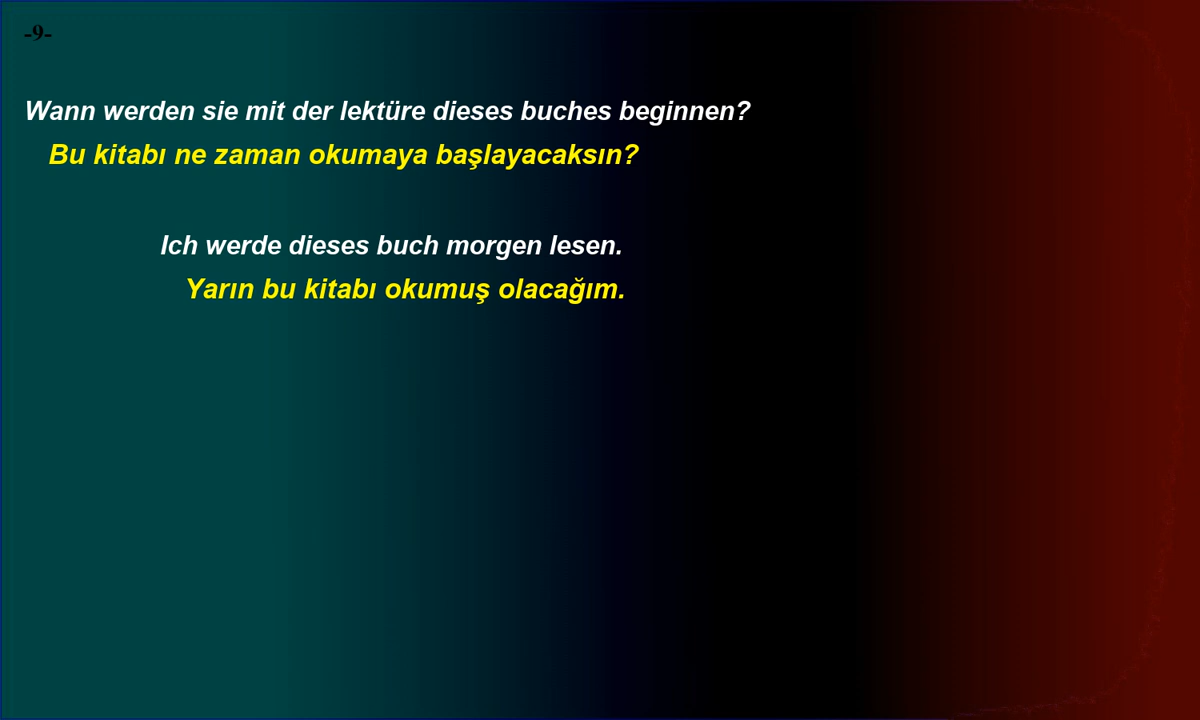 -9-
Wann werden sie mit der lektüre dieses buches beginnen?
Bu kitabı ne zaman okumaya başlayacaksın?
Ich werde dieses buch morgen lesen.
Yarın bu kitabı okumuş olacağım.